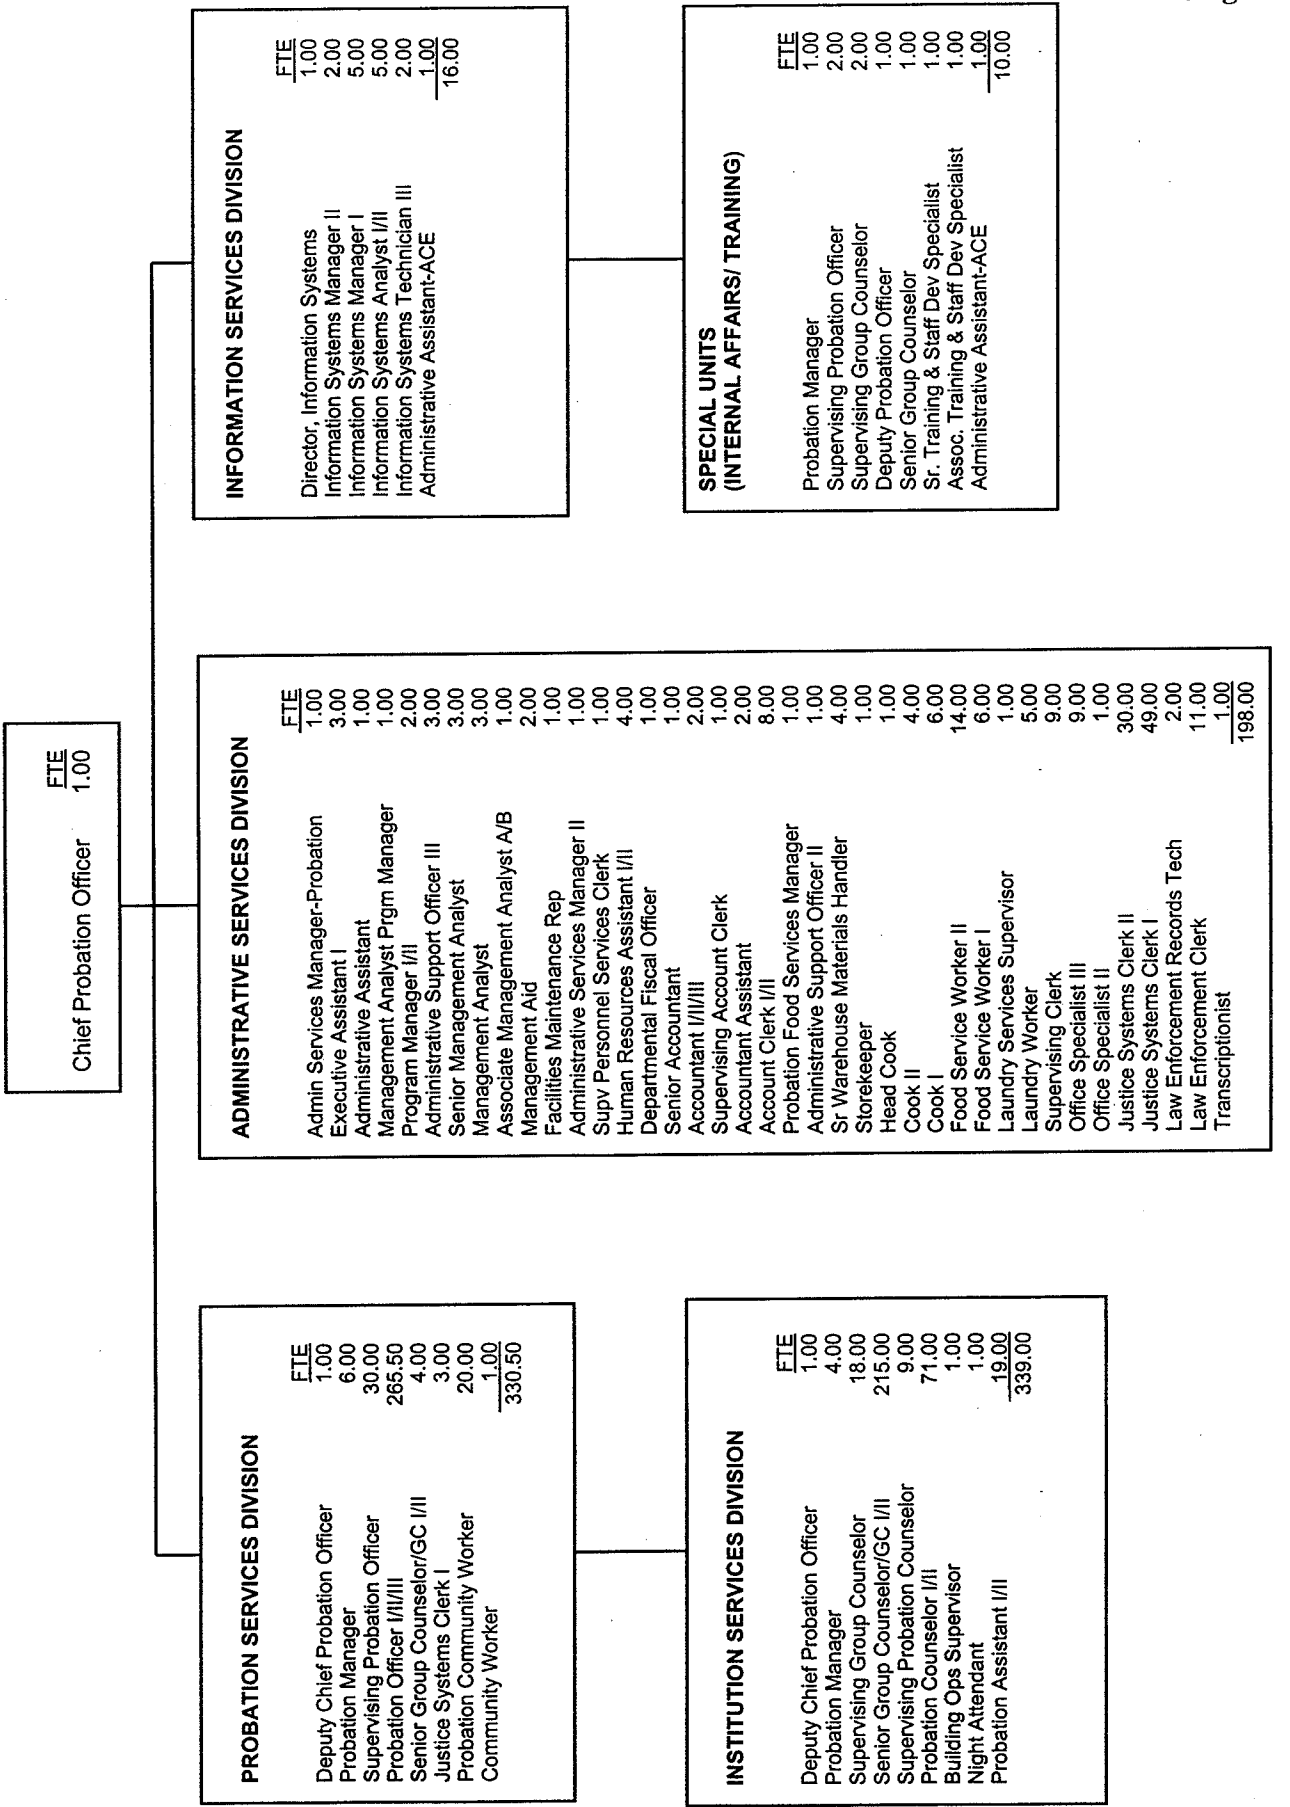 Chief Probation Officer FTE 1.00
PROBATION SERVICES DIVISION
FTE
Deputy Chief Probation Officer 1.00
Probation Manager 6.00
Supervising Probation Officer 30.00
Probation Officer I/II/III 265.50
Senior Group Counselor/GC I/II 4.00
Justice Systems Clerk I 3.00
Probation Community Worker 20.00
Community Worker 1.00
330.50
INSTITUTION SERVICES DIVISION
FTE
Deputy Chief Probation Officer 1.00
Probation Manager 4.00
Supervising Group Counselor 18.00
Senior Group Counselor/GC I/II 215.00
Supervising Probation Counselor 9.00
Probation Counselor I/II 71.00
Building Ops Supervisor 1.00
Night Attendant 1.00
Probation Assistant I/II 19.00
339.00
ADMINISTRATIVE SERVICES DIVISION
FTE
Admin Services Manager-Probation 1.00
Executive Assistant I 3.00
Administrative Assistant 1.00
Management Analyst Prgm Manager 1.00
Program Manager I/II 2.00
Administrative Support Officer III 3.00
Senior Management Analyst 3.00
Management Analyst 3.00
Associate Management Analyst A/B 1.00
Management Aid 2.00
Facilities Maintenance Rep 1.00
Administrative Services Manager II 1.00
Supv Personnel Services Clerk 1.00
Human Resources Assistant I/II 4.00
Departmental Fiscal Officer 1.00
Senior Accountant 1.00
Accountant I/II/III 2.00
Supervising Account Clerk 1.00
Accountant Assistant 2.00
Account Clerk I/II 8.00
Probation Food Services Manager 1.00
Administrative Support Officer II 1.00
Sr Warehouse Materials Handler 4.00
Storekeeper 1.00
Head Cook 1.00
Cook II 4.00
Cook I 6.00
Food Service Worker II 14.00
Food Service Worker I 6.00
Laundry Services Supervisor 1.00
Laundry Worker 5.00
Supervising Clerk 9.00
Office Specialist III 9.00
Office Specialist II 1.00
Justice Systems Clerk II 30.00
Justice Systems Clerk I 49.00
Law Enforcement Records Tech 2.00
Law Enforcement Clerk 11.00
Transcriptionist 1.00
198.00
INFORMATION SERVICES DIVISION
FTE
Director, Information Systems 1.00
Information Systems Manager II 2.00
Information Systems Manager I 5.00
Information Systems Analyst I/II 5.00
Information Systems Technician III 2.00
Administrative Assistant-ACE 1.00
16.00
SPECIAL UNITS
(INTERNAL AFFAIRS/ TRAINING)
FTE
Probation Manager 1.00
Supervising Probation Officer 2.00
Supervising Group Counselor 2.00
Deputy Probation Officer 1.00
Senior Group Counselor 1.00
Sr. Training & Staff Dev Specialist 1.00
Assoc. Training & Staff Dev Specialist 1.00
Administrative Assistant-ACE 1.00
10.00